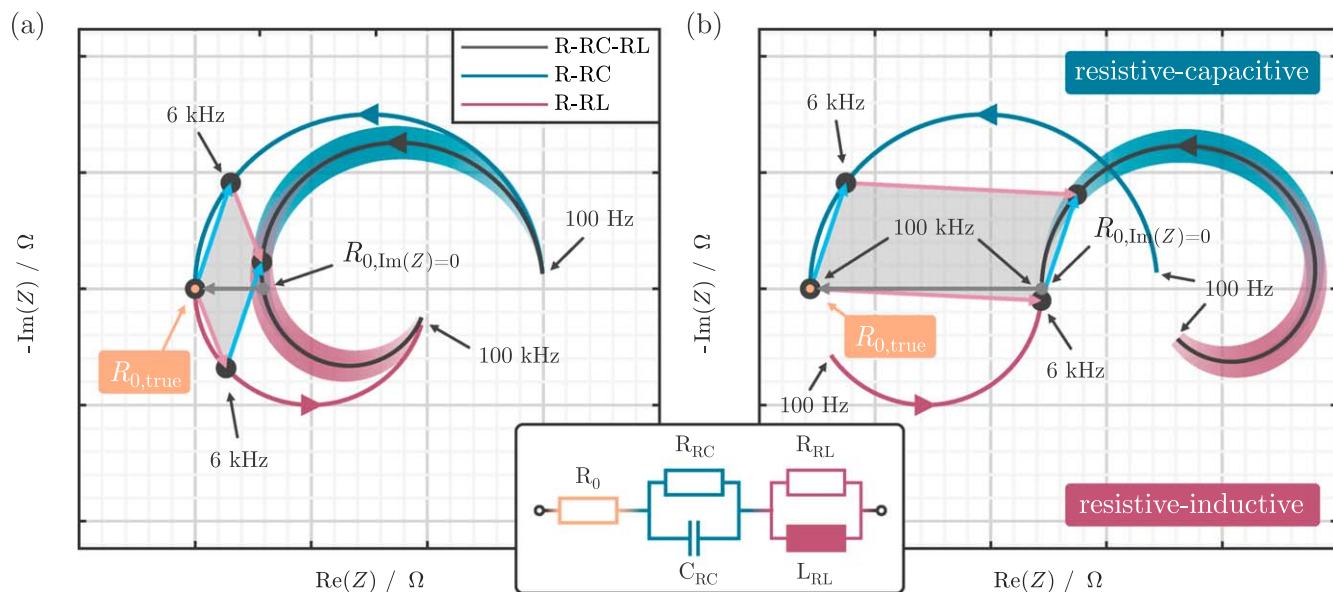 (a)
R-RC-RL
R-RC
R-RL
6 kHz
100 Hz
R0,Im(Z)=0
R0,true
100 kHz
6 kHz
-Im(Z) / Ω
Re(Z) / Ω
(b)
resistive-capacitive
6 kHz
100 kHz
R0,Im(Z)=0
100 Hz
R0,true
6 kHz
100 Hz
resistive-inductive
-Im(Z) / Ω
Re(Z) / Ω
R0
RRC
CRC
RRL
LRL